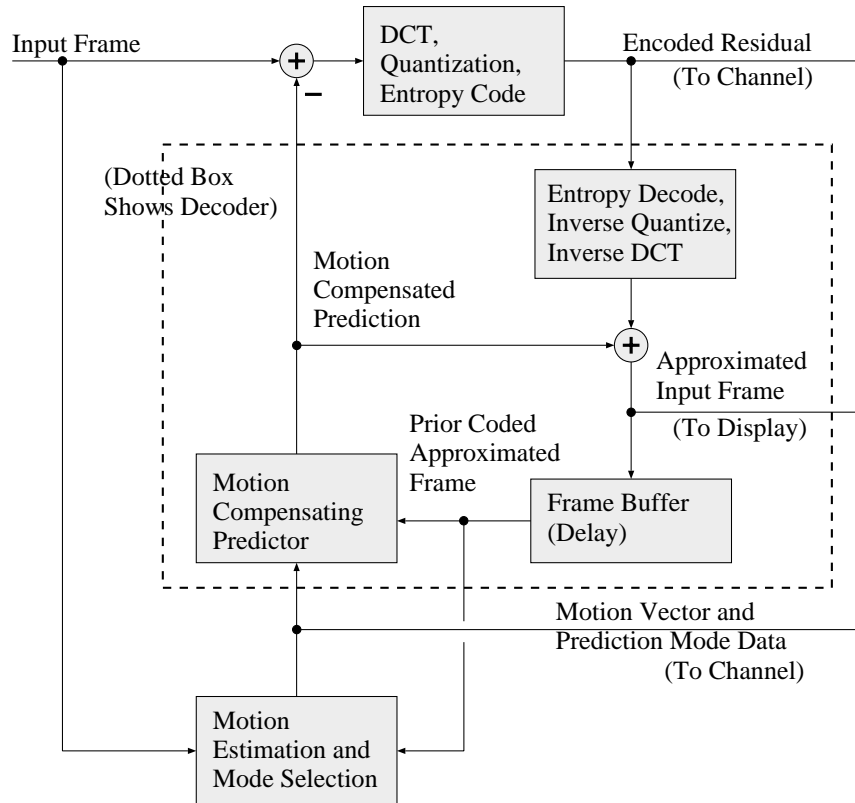 Input Frame
+
−
DCT,
Quantization,
Entropy Code
Encoded Residual
(To Channel)
(Dotted Box
Shows Decoder)
Entropy Decode,
Inverse Quantize,
Inverse DCT
Motion
Compensated
Prediction
+
Approximated
Input Frame
(To Display)
Prior Coded
Approximated
Frame
Motion
Compensating
Predictor
Frame Buffer
(Delay)
Motion Vector and
Prediction Mode Data
(To Channel)
Motion
Estimation and
Mode Selection